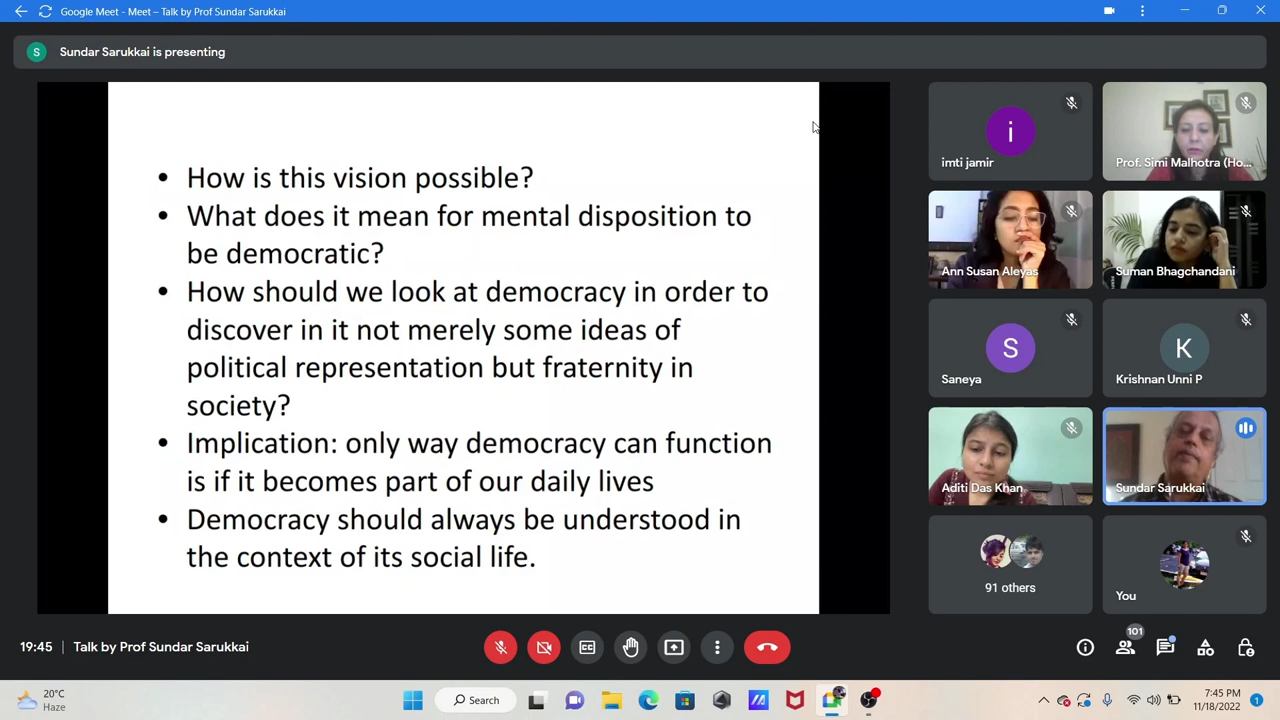 Google Meet - Meet – Talk by Prof Sundar Sarukkai
S
Sundar Sarukkai is presenting
• How is this vision possible?
• What does it mean for mental disposition to
be democratic?
• How should we look at democracy in order to
discover in it not merely some ideas of
political representation but fraternity in
society?
• Implication: only way democracy can function
is if it becomes part of our daily lives
• Democracy should always be understood in
the context of its social life.
i
imti jamir
Prof. Simi Malhotra (Ho...
Ann Susan Aleyas
Suman Bhagchandani
S
Saneya
K
Krishnan Unni P
Aditi Das Khan
Sundar Sarukkai
91 others
You
19:45 | Talk by Prof Sundar Sarukkai
101
20°C
Haze
Search
7:45 PM
11/18/2022
1